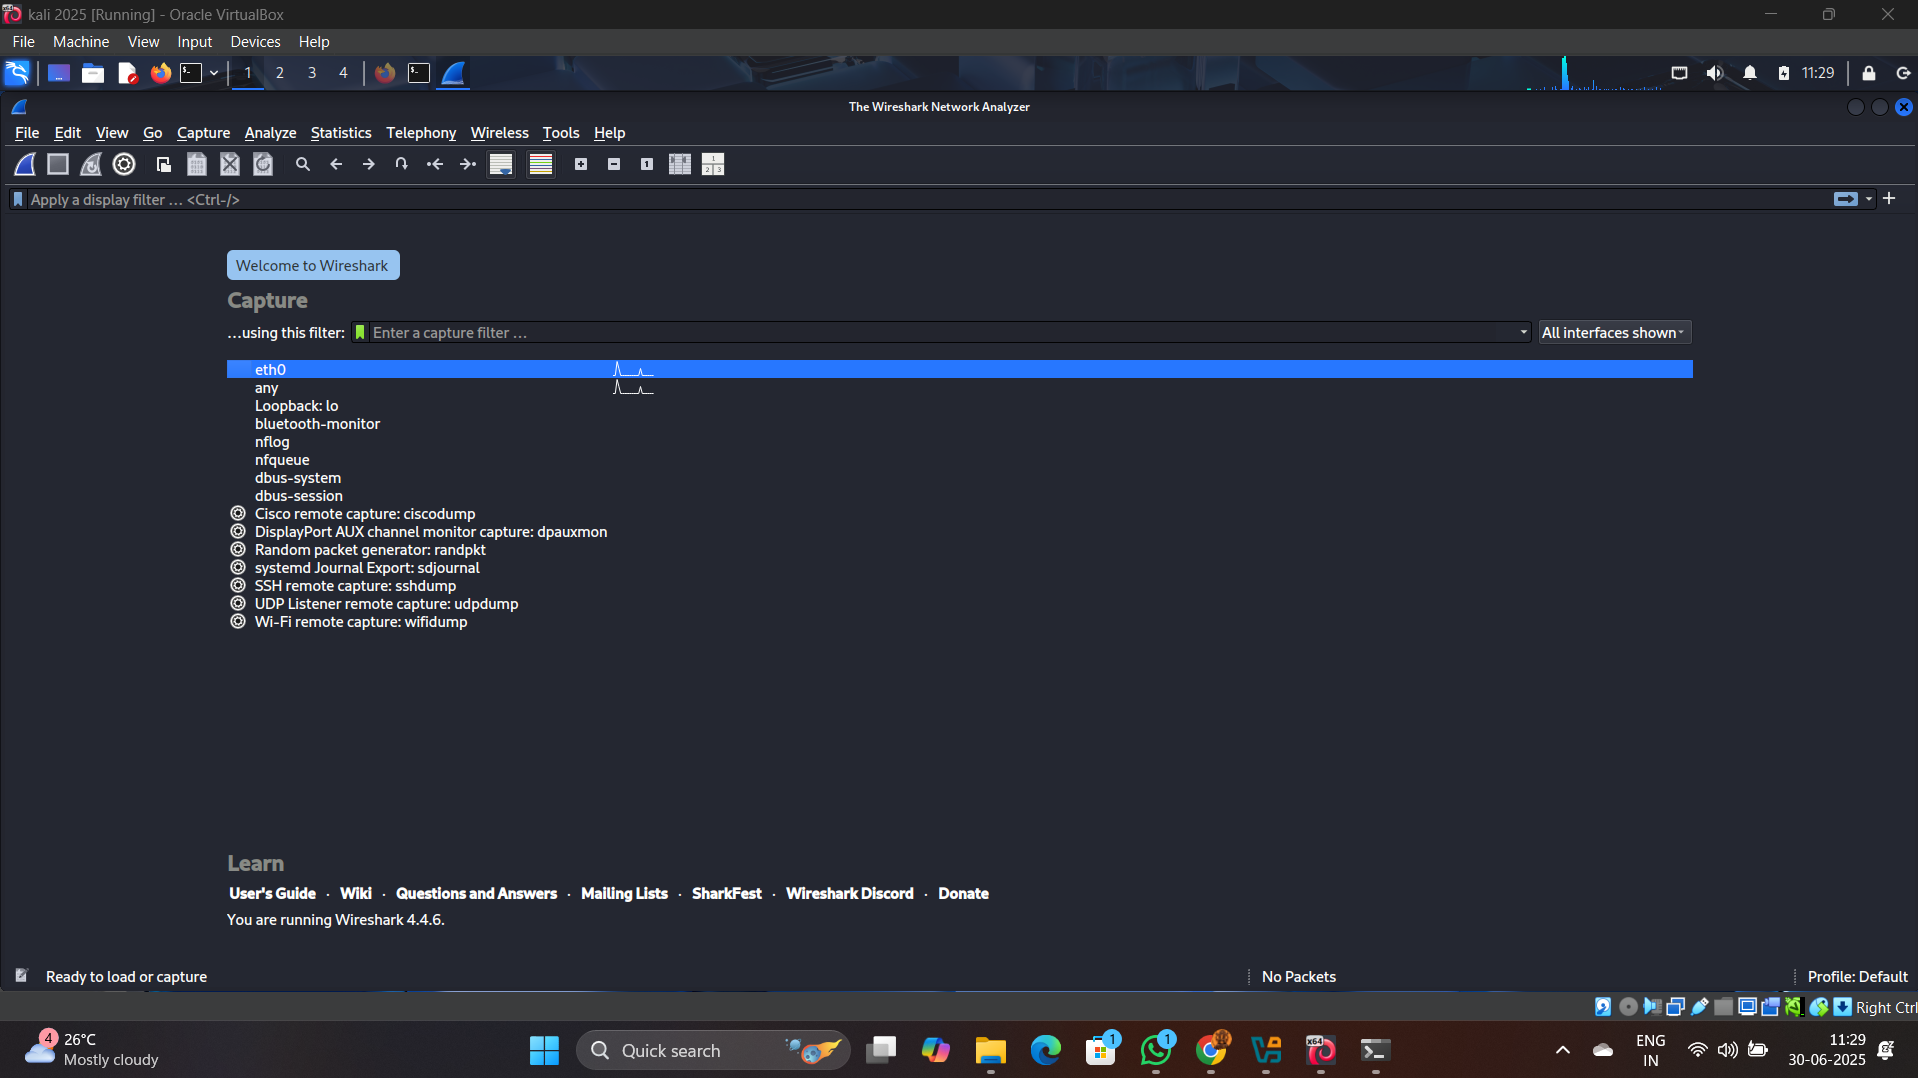 kali 2025 [Running] - Oracle VirtualBox
File Machine View Input Devices Help
1 2 3 4 11:29
The Wireshark Network Analyzer
File Edit View Go Capture Analyze Statistics Telephony Wireless Tools Help
Apply a display filter … <Ctrl-/>
Welcome to Wireshark
Capture
…using this filter: Enter a capture filter … All interfaces shown
eth0
any
Loopback: lo
bluetooth-monitor
nflog
nfqueue
dbus-system
dbus-session
Cisco remote capture: ciscodump
DisplayPort AUX channel monitor capture: dpauxmon
Random packet generator: randpkt
systemd Journal Export: sdjournal
SSH remote capture: sshdump
UDP Listener remote capture: udpdump
Wi-Fi remote capture: wifidump
Learn
User's Guide · Wiki · Questions and Answers · Mailing Lists · SharkFest · Wireshark Discord · Donate
You are running Wireshark 4.4.6.
Ready to load or capture No Packets Profile: Default
Right Ctrl
4 26°C
Mostly cloudy
Quick search
1 1
x64
ENG
IN
11:29
30-06-2025